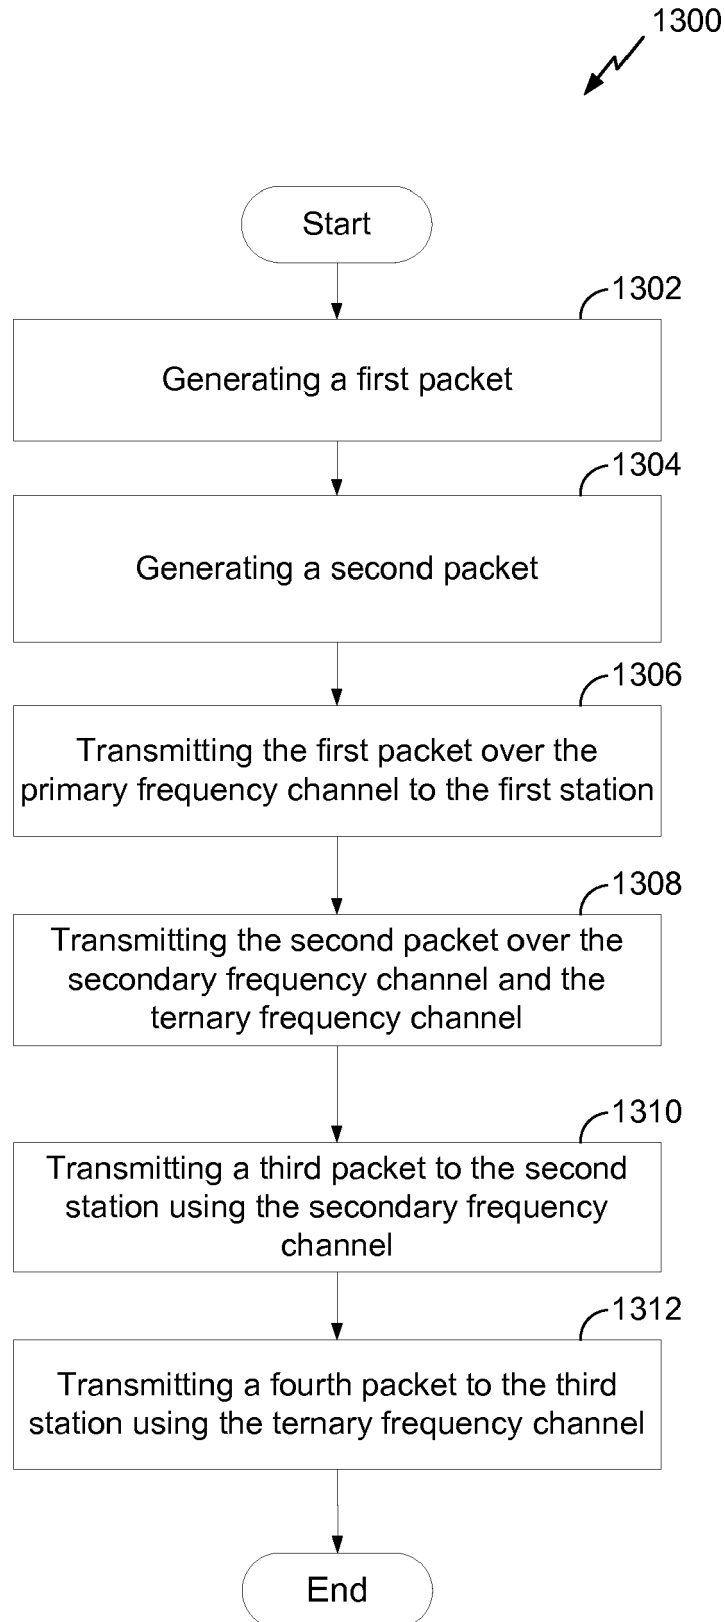 1300
Start
1302
Generating a first packet
1304
Generating a second packet
1306
Transmitting the first packet over the
primary frequency channel to the first station
1308
Transmitting the second packet over the
secondary frequency channel and the
ternary frequency channel
1310
Transmitting a third packet to the second
station using the secondary frequency
channel
1312
Transmitting a fourth packet to the third
station using the ternary frequency channel
End